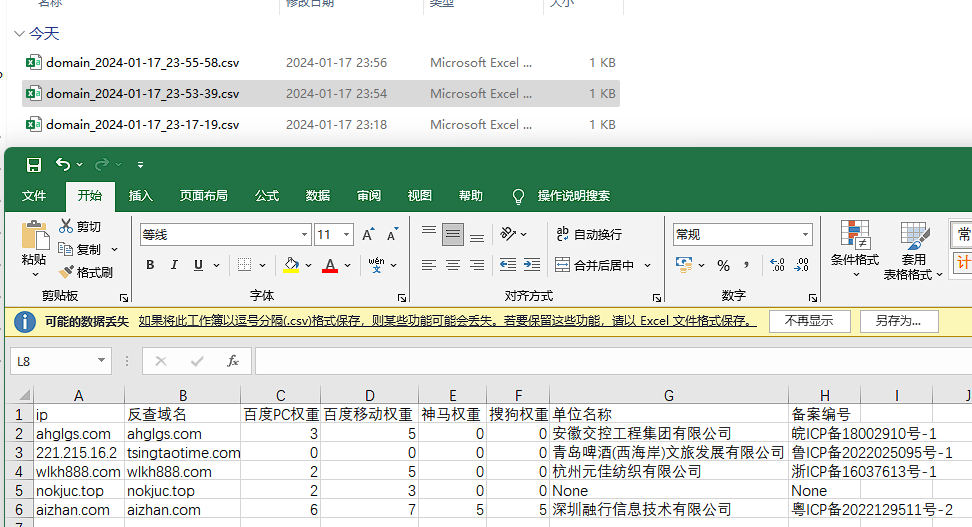 名称 修改日期 类型 大小
今天
domain_2024-01-17_23-55-58.csv 2024-01-17 23:56 Microsoft Excel ... 1 KB
domain_2024-01-17_23-53-39.csv 2024-01-17 23:54 Microsoft Excel ... 1 KB
domain_2024-01-17_23-17-19.csv 2024-01-17 23:18 Microsoft Excel ... 1 KB
文件 开始 插入 页面布局 公式 数据 审阅 视图 帮助 操作说明搜索
粘贴 剪切 复制 格式刷 剪贴板
等线 11 A A B I U A wén 文 字体
ab 自动换行 合并后居中 对齐方式
常规 % , .00 .00 数字
条件格式 套用 表格格式 常 计
可能的数据丢失 如果将此工作簿以逗号分隔(.csv)格式保存，则某些功能可能会丢失。若要保留这些功能，请以 Excel 文件格式保存。 不再显示 另存为...
L8 fx
A B C D E F G H I J
1 ip 反查域名 百度PC权重 百度移动权重 神马权重 搜狗权重 单位名称 备案编号
2 ahglgs.com ahglgs.com 3 5 0 0 安徽交控工程集团有限公司 皖ICP备18002910号-1
3 221.215.16.2 tsingtaotime.com 0 0 0 0 青岛啤酒(西海岸)文旅发展有限公司 鲁ICP备2022025095号-1
4 wlkh888.com wlkh888.com 2 5 0 0 杭州元佳纺织有限公司 浙ICP备16037613号-1
5 nokjuc.top nokjuc.top 2 3 0 0 None None
6 aizhan.com aizhan.com 6 7 5 5 深圳融行信息技术有限公司 粤ICP备2022129511号-2